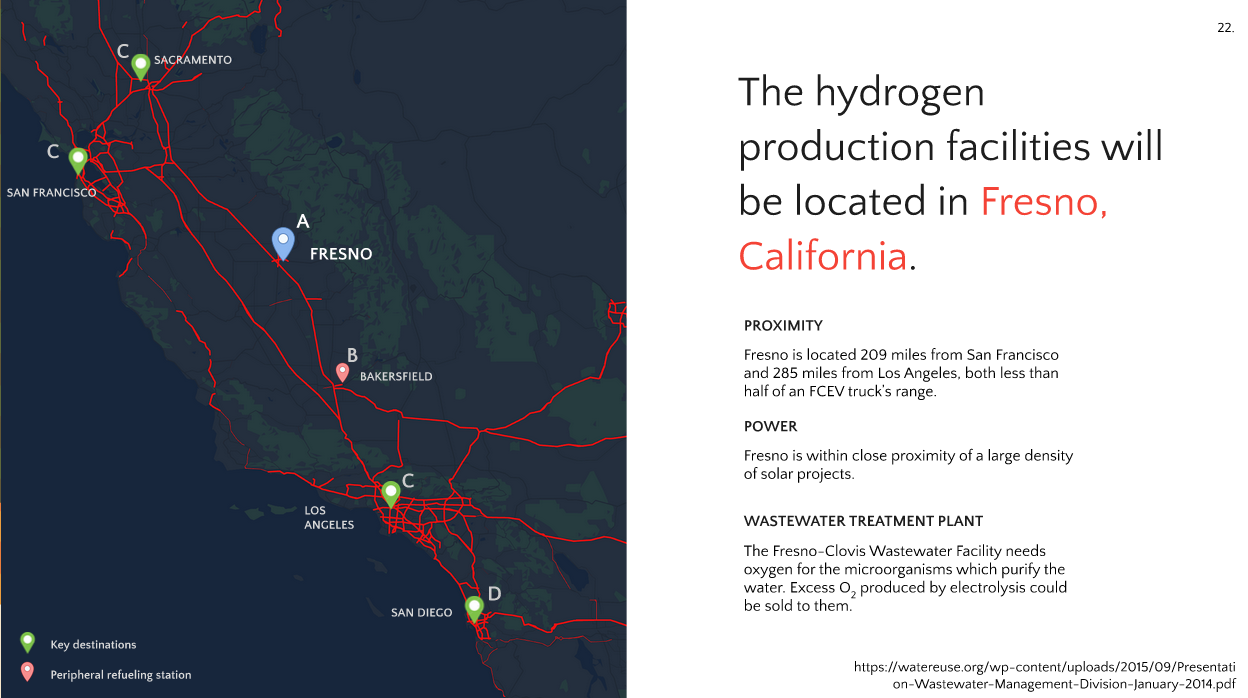 C
SACRAMENTO
C
SAN FRANCISCO
A
FRESNO
B
BAKERSFIELD
C
LOS
ANGELES
D
SAN DIEGO
Key destinations
Peripheral refueling station
22.
The hydrogen
production facilities will
be located in Fresno,
California.
PROXIMITY
Fresno is located 209 miles from San Francisco
and 285 miles from Los Angeles, both less than
half of an FCEV truck's range.
POWER
Fresno is within close proximity of a large density
of solar projects.
WASTEWATER TREATMENT PLANT
The Fresno-Clovis Wastewater Facility needs
oxygen for the microorganisms which purify the
water. Excess O₂ produced by electrolysis could
be sold to them.
https://watereuse.org/wp-content/uploads/2015/09/Presentati
on-Wastewater-Management-Division-January-2014.pdf